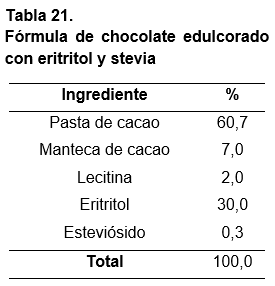 Tabla 21.
Fórmula de chocolate edulcorado
con eritritol y stevia
Ingrediente %
Pasta de cacao 60,7
Manteca de cacao 7,0
Lecitina 2,0
Eritritol 30,0
Esteviósido 0,3
Total 100,0